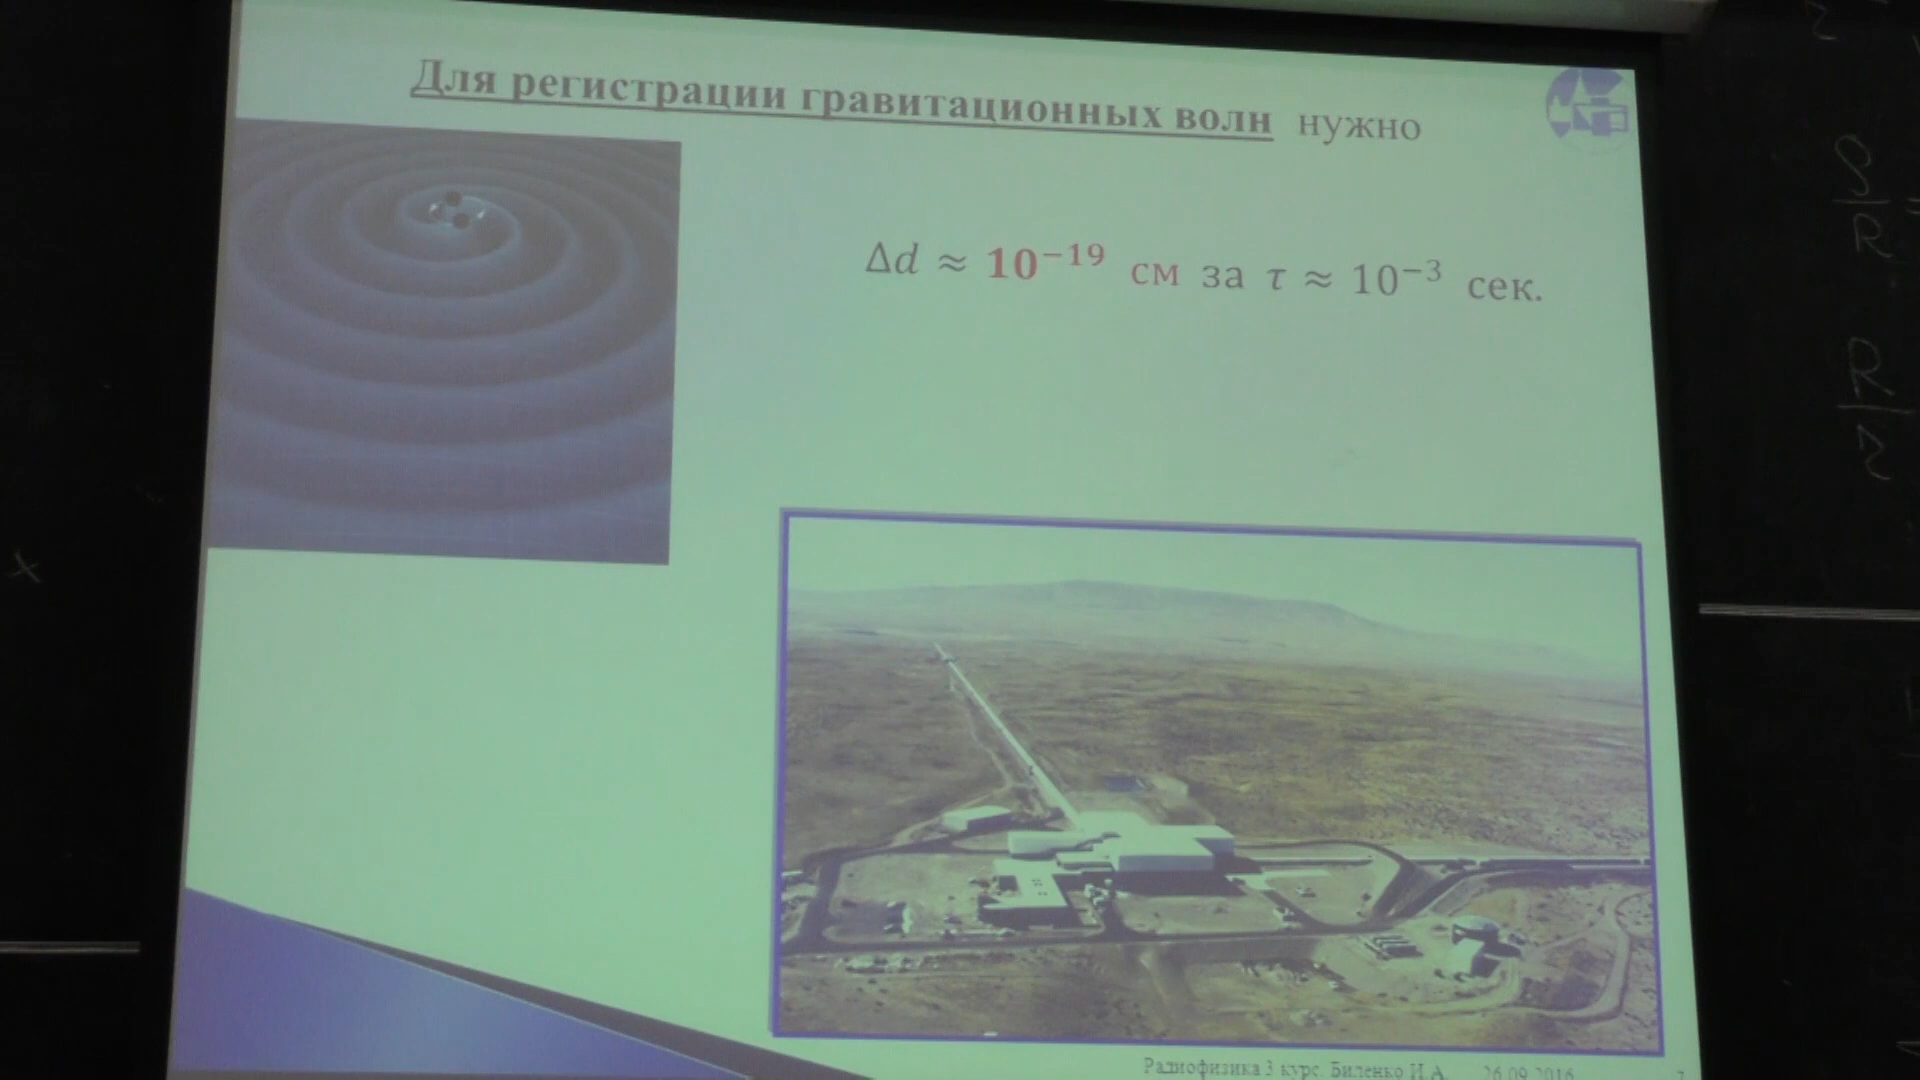 Для регистрации гравитационных волн нужно
Δd ≈ 10⁻¹⁹ см за τ ≈ 10⁻³ сек.
Радиофизика 3 курс. Биленко И.А. 26.09.2016 7